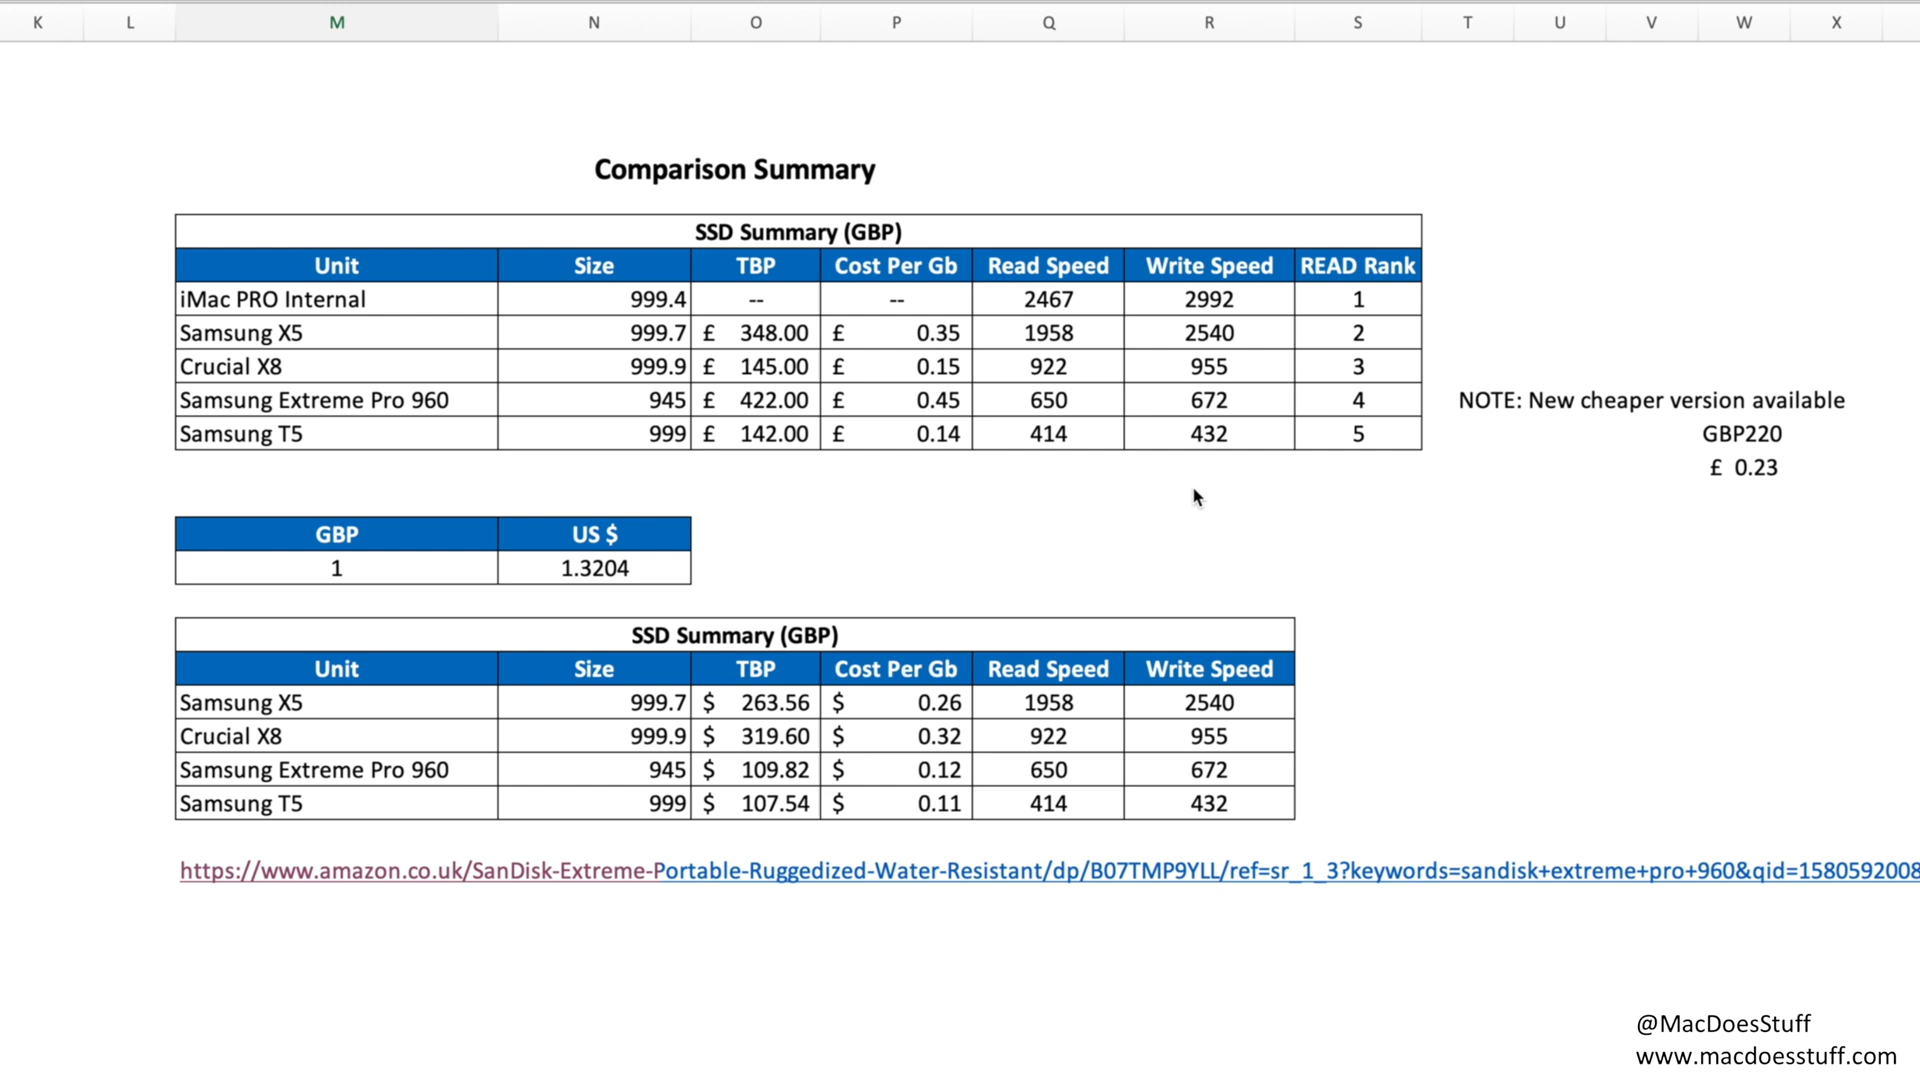 K L M N O P Q R S T U V W X
Comparison Summary
SSD Summary (GBP)
Unit Size TBP Cost Per Gb Read Speed Write Speed READ Rank
iMac PRO Internal 999.4 -- -- 2467 2992 1
Samsung X5 999.7 £ 348.00 £ 0.35 1958 2540 2
Crucial X8 999.9 £ 145.00 £ 0.15 922 955 3
Samsung Extreme Pro 960 945 £ 422.00 £ 0.45 650 672 4 NOTE: New cheaper version available
Samsung T5 999 £ 142.00 £ 0.14 414 432 5 GBP220
£ 0.23
GBP US $
1 1.3204
SSD Summary (GBP)
Unit Size TBP Cost Per Gb Read Speed Write Speed
Samsung X5 999.7 $ 263.56 $ 0.26 1958 2540
Crucial X8 999.9 $ 319.60 $ 0.32 922 955
Samsung Extreme Pro 960 945 $ 109.82 $ 0.12 650 672
Samsung T5 999 $ 107.54 $ 0.11 414 432
https://www.amazon.co.uk/SanDisk-Extreme-Portable-Ruggedized-Water-Resistant/dp/B07TMP9YLL/ref=sr_1_3?keywords=sandisk+extreme+pro+960&qid=1580592008
@MacDoesStuff
www.macdoesstuff.com